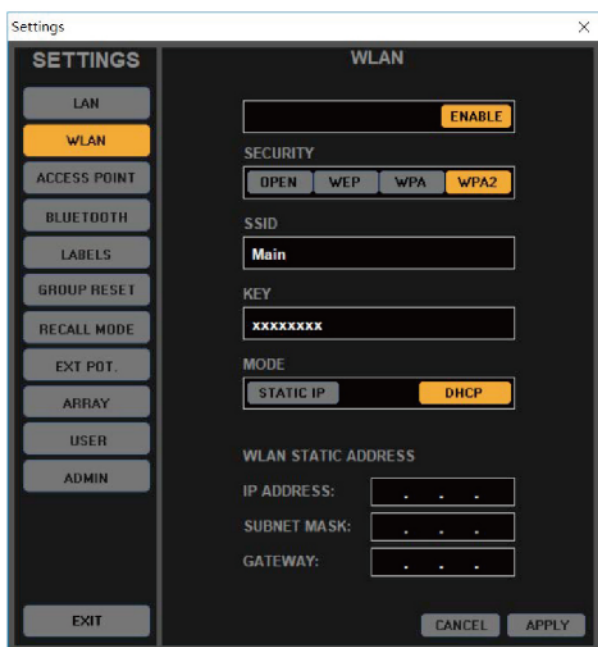 Settings
SETTINGS
LAN
WLAN
ACCESS POINT
BLUETOOTH
LABELS
GROUP RESET
RECALL MODE
EXT POT.
ARRAY
USER
ADMIN
EXIT
WLAN
ENABLE
SECURITY
OPEN WEP WPA WPA2
SSID
Main
KEY
xxxxxxxx
MODE
STATIC IP DHCP
WLAN STATIC ADDRESS
IP ADDRESS: . . .
SUBNET MASK: . . .
GATEWAY: . . .
CANCEL APPLY